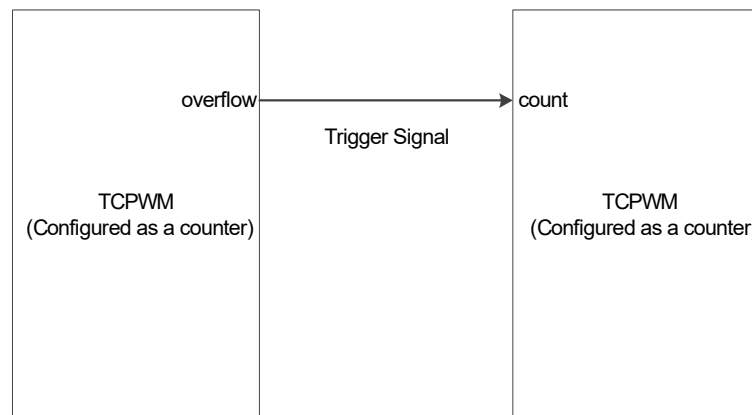 overflow
count
Trigger Signal
TCPWM
(Configured as a counter)
TCPWM
(Configured as a counter